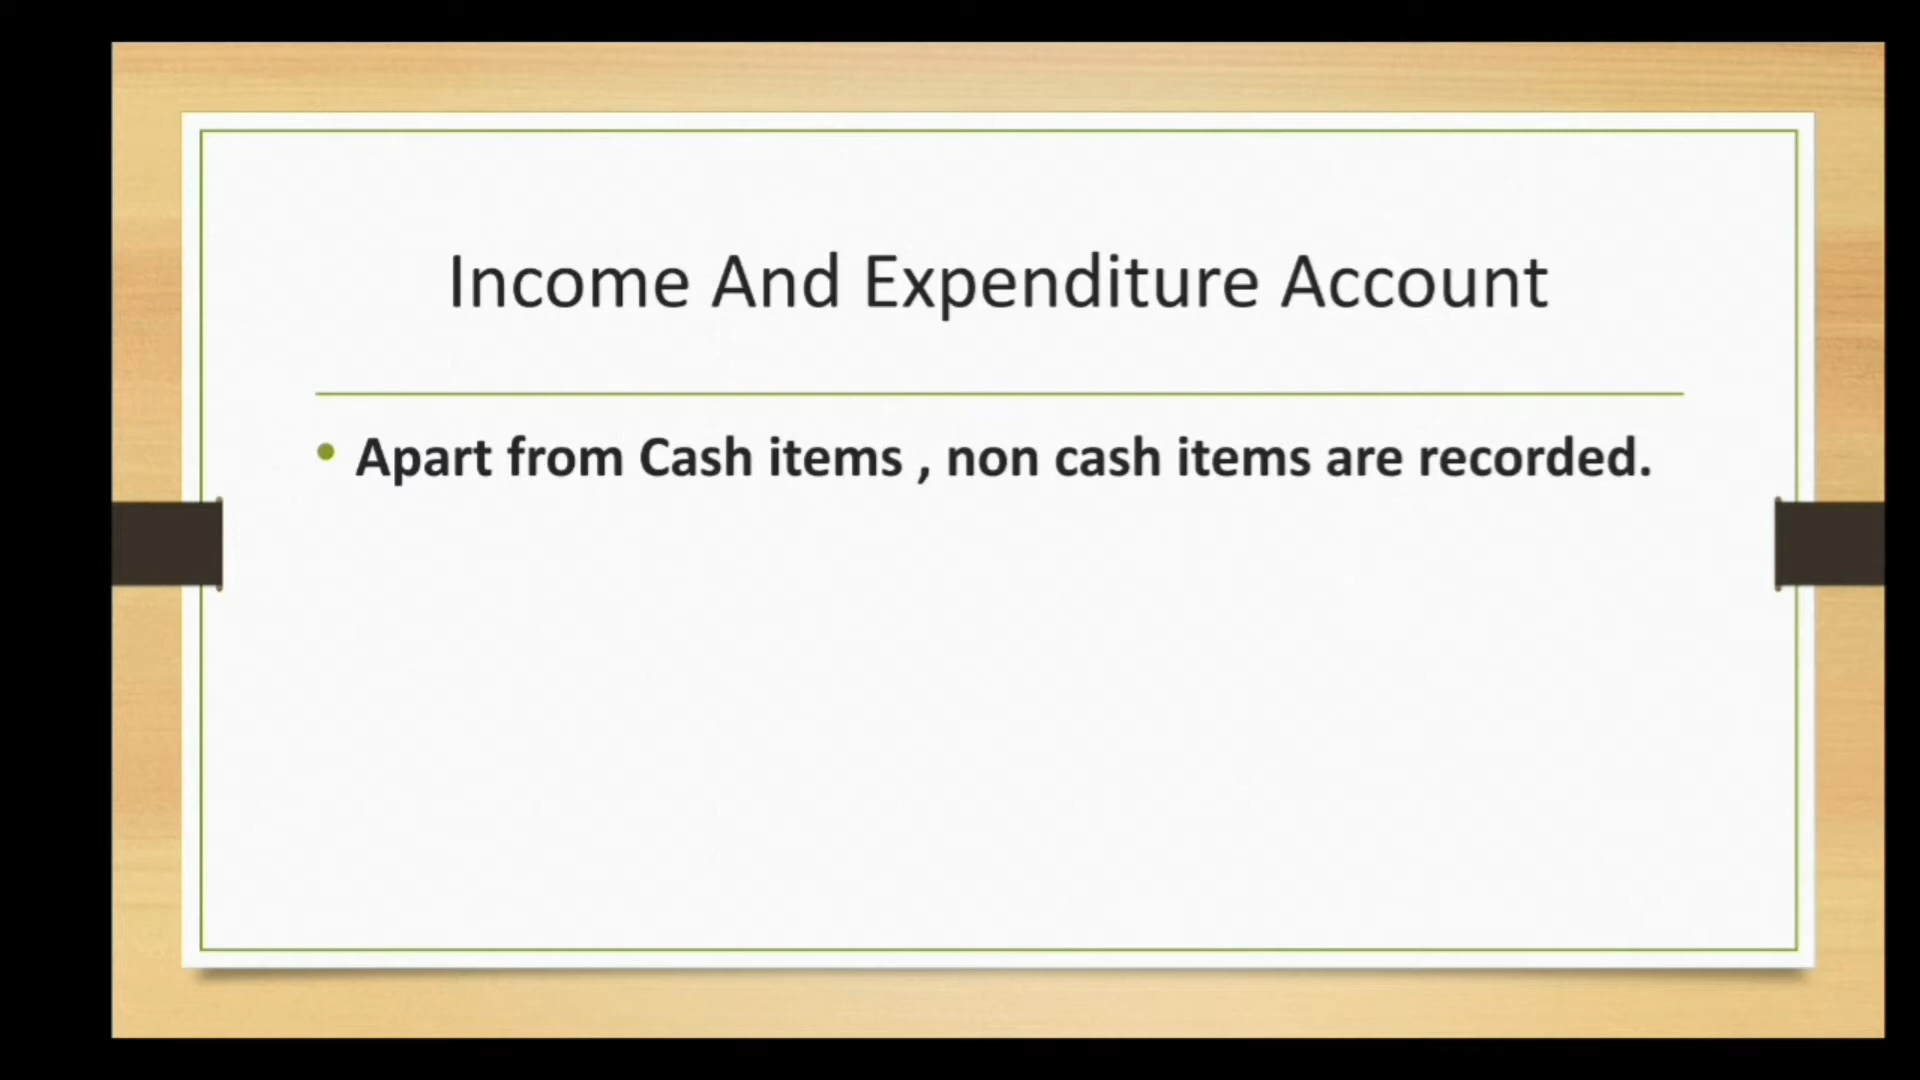 Income And Expenditure Account
• Apart from Cash items , non cash items are recorded.